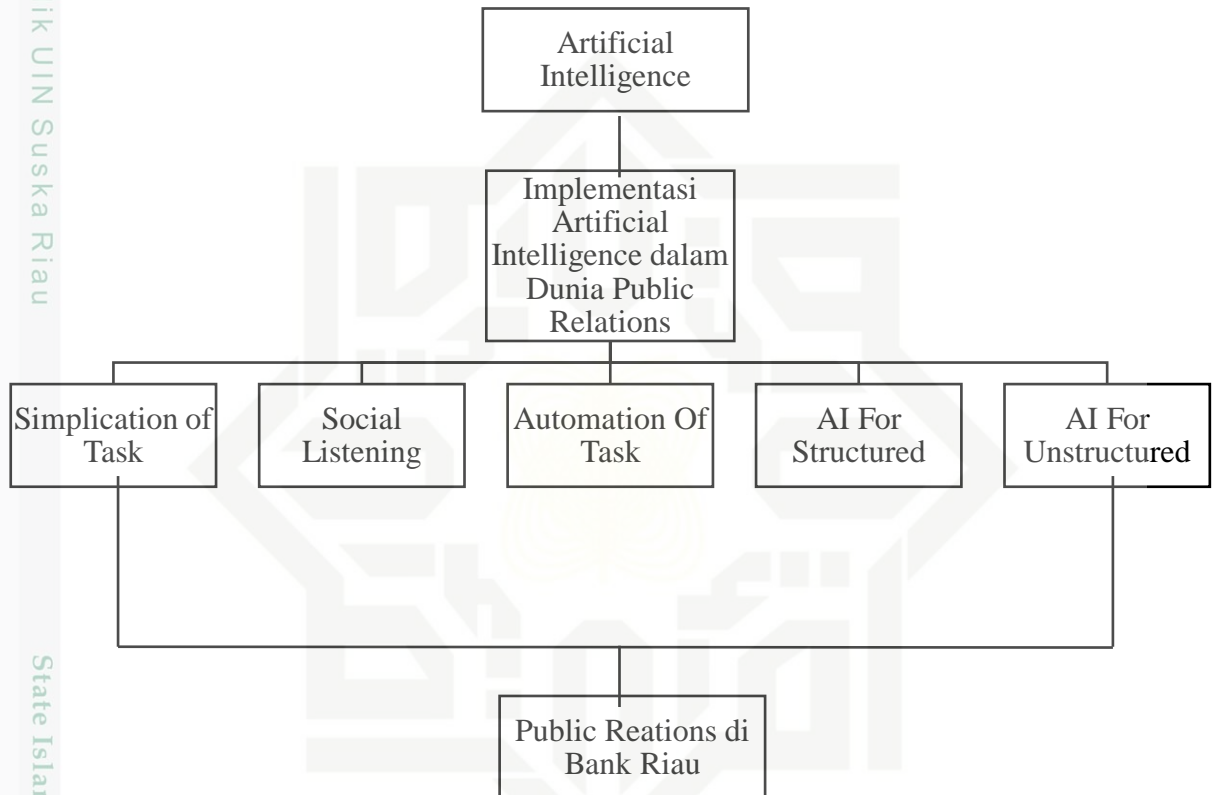 ik UIN Suska Riau
State Islar
Artificial
Intelligence
Implementasi
Artificial
Intelligence dalam
Dunia Public
Relations
Simplication of
Task
Social
Listening
Automation Of
Task
AI For
Structured
AI For
Unstructured
Public Reations di
Bank Riau